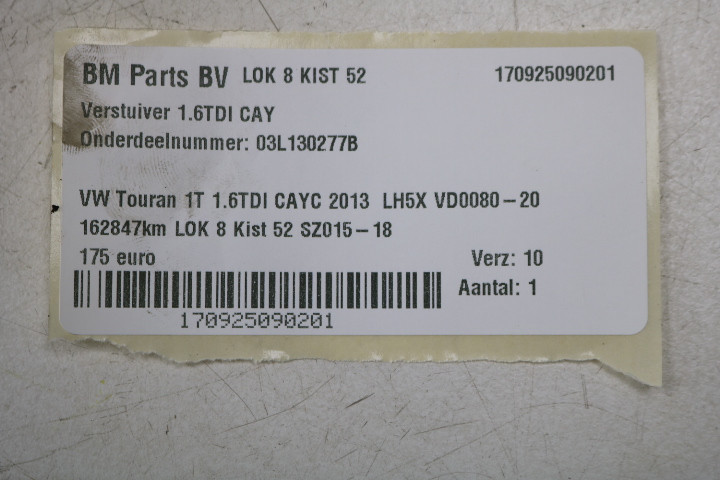 BM Parts BV LOK 8 KIST 52 170925090201
Verstuiver 1.6TDI CAY
Onderdeelnummer: 03L130277B
VW Touran 1T 1.6TDI CAYC 2013 LH5X VD0080-20
162847km LOK 8 Kist 52 SZ015-18
175 euro Verz: 10
Aantal: 1
170925090201